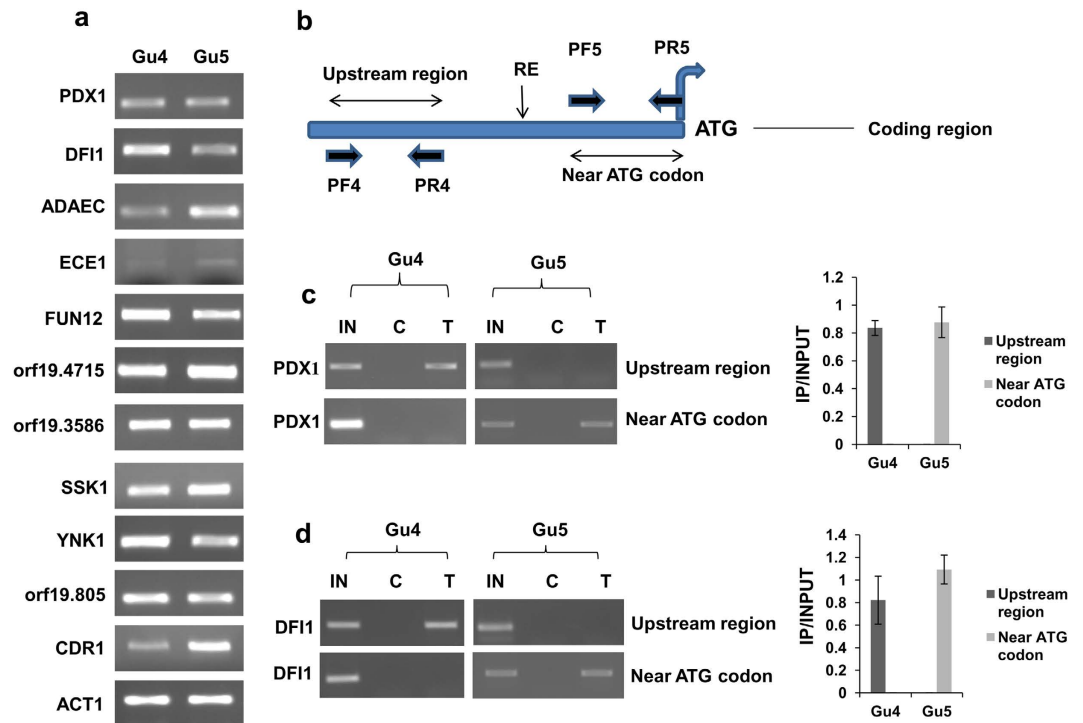 a
Gu4 Gu5
PDX1
DFI1
ADAEC
ECE1
FUN12
orf19.4715
orf19.3586
SSK1
YNK1
orf19.805
CDR1
ACT1
b
PF5 PR5
RE
Upstream region
ATG
Coding region
PF4 PR4
Near ATG codon
c
Gu4 Gu5
IN C T IN C T
PDX1 Upstream region
PDX1 Near ATG codon
IP/INPUT
1.2
1
0.8
0.6
0.4
0.2
0
Gu4 Gu5
Upstream
region
Near ATG
codon
d
Gu4 Gu5
IN C T IN C T
DFI1 Upstream region
DFI1 Near ATG codon
IP/INPUT
1.4
1.2
1
0.8
0.6
0.4
0.2
0
Gu4 Gu5
Upstream
region
Near ATG
codon